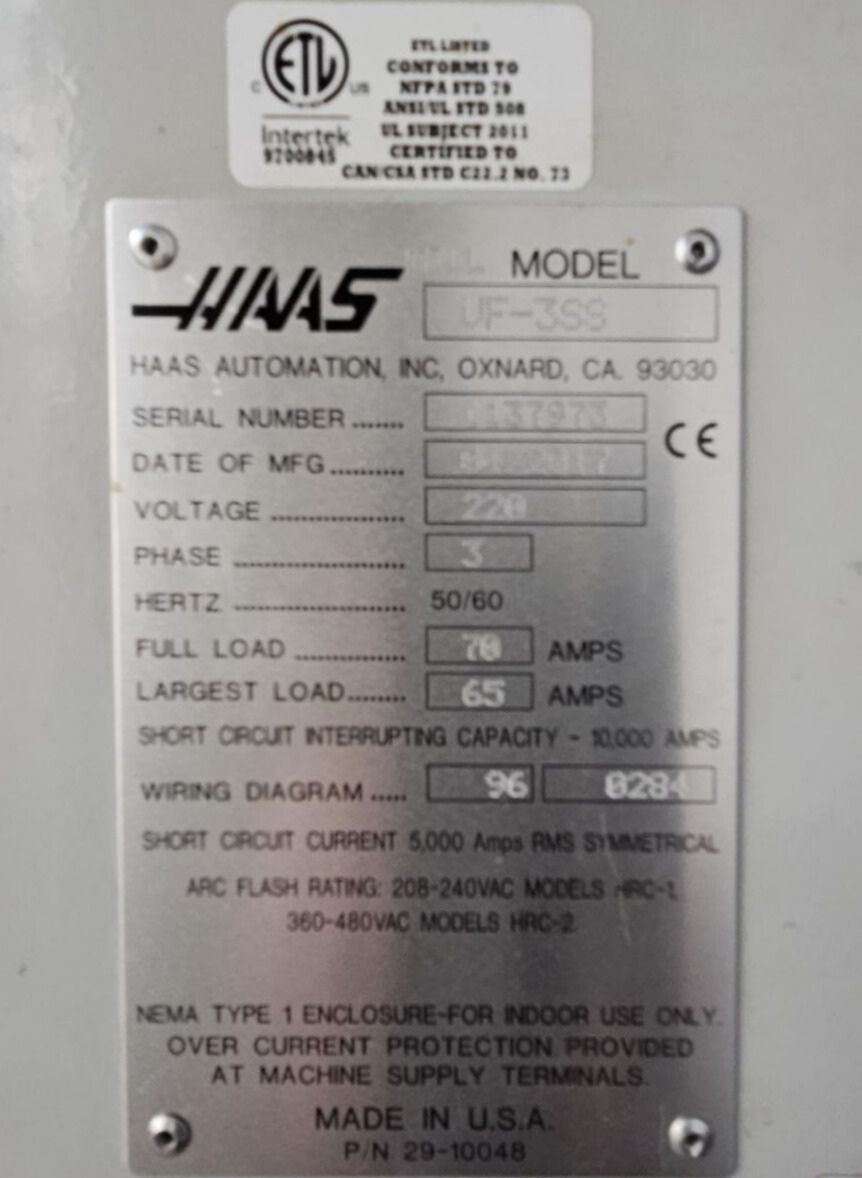 ETL LISTED
CONFORMS TO
NFPA STD 79
ANSI/UL STD 508
UL SUBJECT 2011
CERTIFIED TO
CAN/CSA STD C22.2 NO. 73
C ETL US
Intertek
9700845
HAAS
MODEL
VF-3SS
HAAS AUTOMATION, INC, OXNARD, CA. 93030
SERIAL NUMBER .......
CE
DATE OF MFG..........
VOLTAGE .................. 220
PHASE ....................... 3
HERTZ ....................... 50/60
FULL LOAD ............... 70 AMPS
LARGEST LOAD........ 65 AMPS
SHORT CIRCUIT INTERRUPTING CAPACITY - 10,000 AMPS
WIRING DIAGRAM ..... 96 0284
SHORT CIRCUIT CURRENT 5,000 Amps RMS SYMMETRICAL
ARC FLASH RATING: 208-240VAC MODELS HRC-1,
360-480VAC MODELS HRC-2
NEMA TYPE 1 ENCLOSURE-FOR INDOOR USE ONLY.
OVER CURRENT PROTECTION PROVIDED
AT MACHINE SUPPLY TERMINALS.
MADE IN U.S.A.
P/N 29-10048